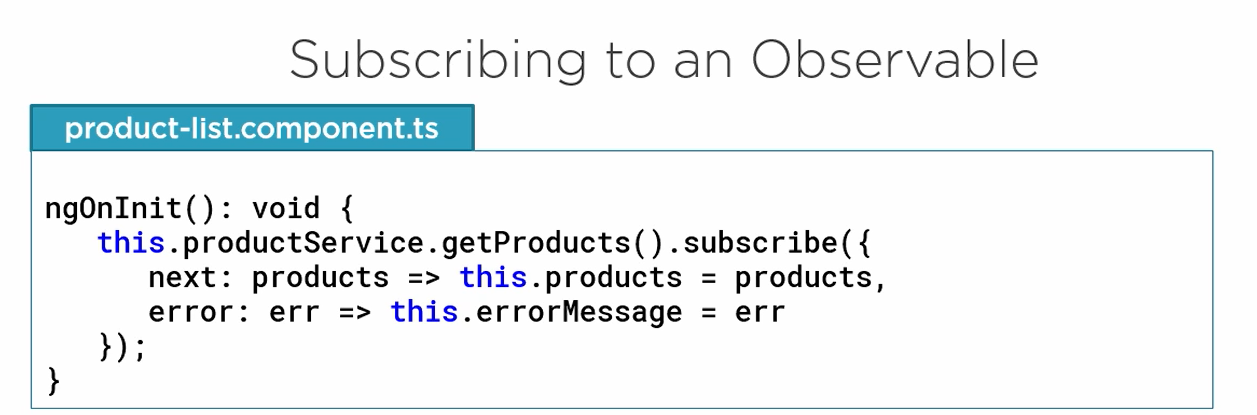 Subscribing to an Observable
product-list.component.ts
ngOnInit(): void {
   this.productService.getProducts().subscribe({
      next: products => this.products = products,
      error: err => this.errorMessage = err
   });
}